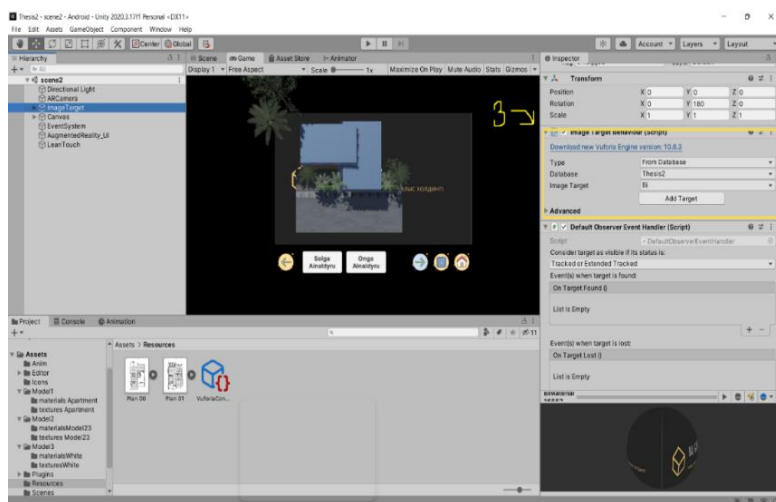 Thesis2 - scene2 - Android - Unity 2020.3.17f1 Personal <DX11>
File Edit Assets GameObject Component Window Help
Center Global Account Layers Layout
Hierarchy
All
scene2
Directional Light
ARCamera
ImageTarget
Canvas
EventSystem
AugmentedReality_UI
LeanTouch
Scene Game Asset Store Animator
Display 1 Free Aspect Scale 1x Maximize On Play Mute Audio Stats Gizmos
холдингі
Solga Ainaldyru
Onga Ainaldyru
3
Inspector
Transform
Position X 0 Y 0 Z 0
Rotation X 0 Y 180 Z 0
Scale X 1 Y 1 Z 1
Image Target Behaviour (Script)
Download new Vuforia Engine version: 10.8.3
Type From Database
Database Thesis2
Image Target
Add Target
Advanced
Default Observer Event Handler (Script)
Script DefaultObserverEventHandler
Consider target as visible if its status is:
Tracked or Extended Tracked
Event(s) when target is found:
On Target Found ()
List is Empty
Event(s) when target is lost:
On Target Lost ()
List is Empty
Project Console Animation
11
Assets > Resources
Assets
Anim
Editor
Icons
Model1
materials Apartment
textures Apartment
Model2
materialsModel23
textures Model23
Model3
materialsWhite
texturesWhite
Plugins
Resources
Scenes
Plan 00 Plan 01 VuforiaCon...